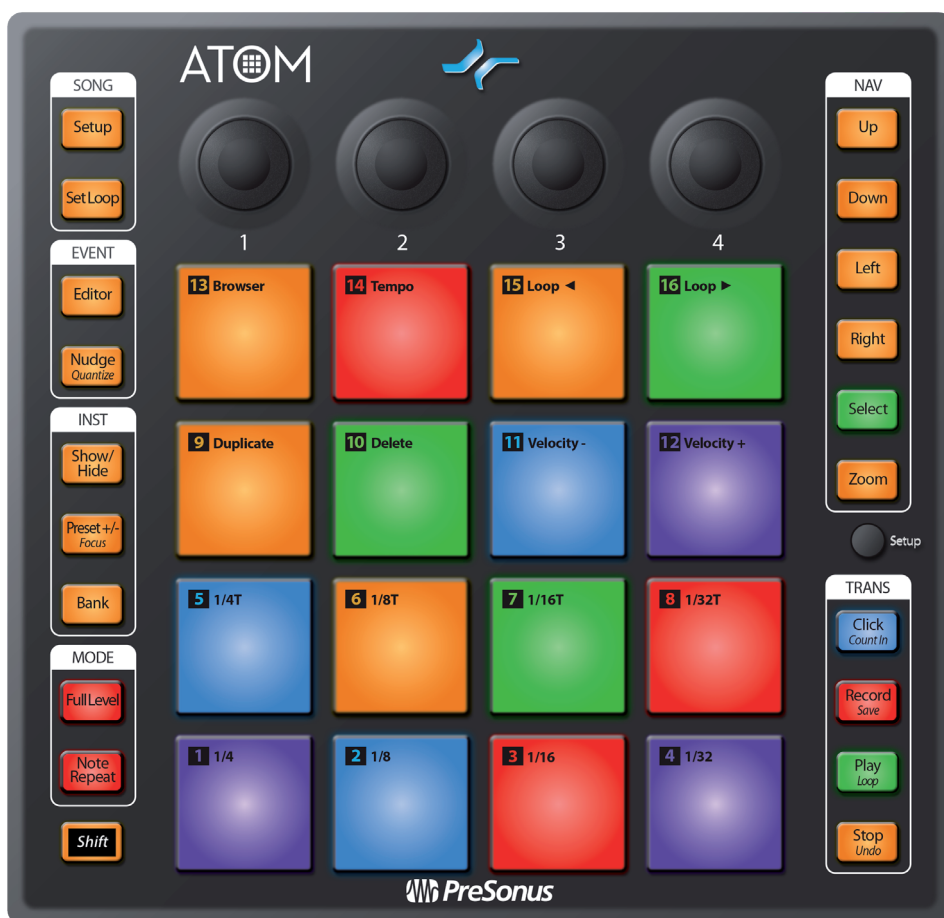 ATOM
SONG
Setup
Set Loop
EVENT
Editor
Nudge
Quantize
INST
Show/
Hide
Preset +/-
Focus
Bank
MODE
Full Level
Note
Repeat
Shift
1
2
3
4
13 Browser
14 Tempo
15 Loop ◄
16 Loop ►
9 Duplicate
10 Delete
11 Velocity -
12 Velocity +
5 1/4T
6 1/8T
7 1/16T
8 1/32T
1 1/4
2 1/8
3 1/16
4 1/32
NAV
Up
Down
Left
Right
Select
Zoom
Setup
TRANS
Click
Count In
Record
Save
Play
Loop
Stop
Undo
PreSonus